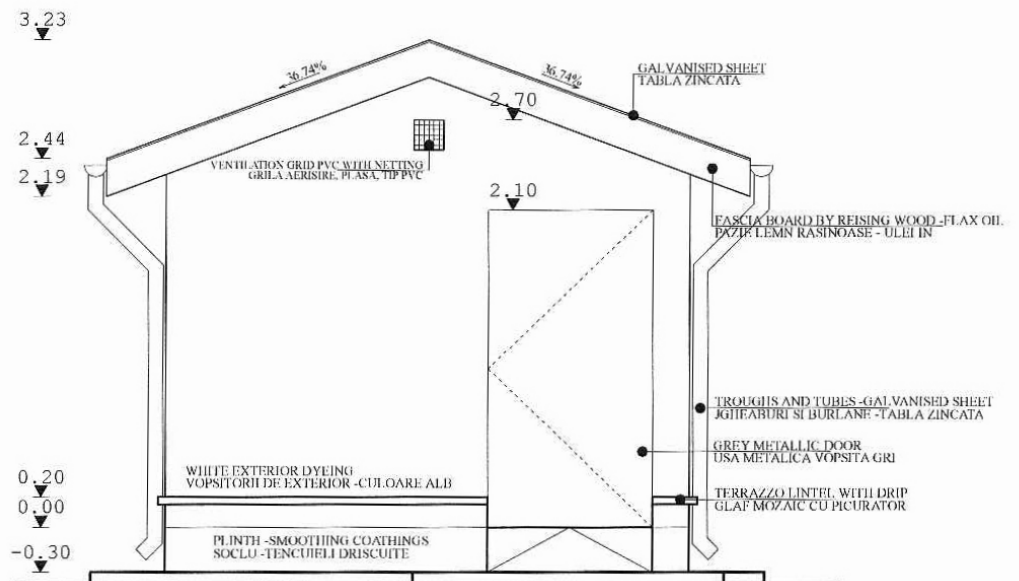 3.23
36.74%
36.74%
GALVANISED SHEET
TABLA ZINCATA
2.70
2.44
VENTILATION GRID PVC WITH NETTING
GRILA AERISIRE, PLASA, TIP PVC
2.19
2.10
FASCIA BOARD BY REISING WOOD -FLAX OIL
PAZIE LEMN RASINOASE - ULEI IN
TROUGHS AND TUBES -GALVANISED SHEET
JGHEABURI SI BURLANE -TABLA ZINCATA
GREY METALLIC DOOR
USA METALICA VOPSITA GRI
WHITE EXTERIOR DYEING
VOPSITORII DE EXTERIOR -CULOARE ALB
0.20
TERRAZZO LINTEL WITH DRIP
GLAF MOZAIC CU PICURATOR
0.00
PLINTH -SMOOTHING COATHINGS
SOCLU -TENCUIELI DRISCUITE
-0.30